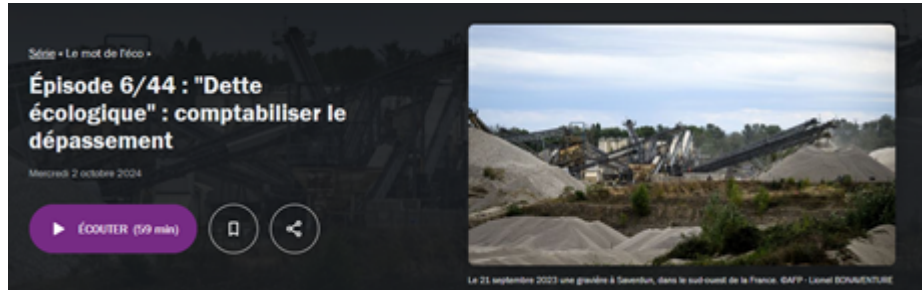 Série • Le mot de l'éco •
Épisode 6/44 : "Dette
écologique" : comptabiliser le
dépassement
Mercredi 2 octobre 2024
ÉCOUTER (59 min)
Le 21 septembre 2023 une gravière à Saverdun, dans le sud-ouest de la France. ©AFP - Lionel BONAVENTURE